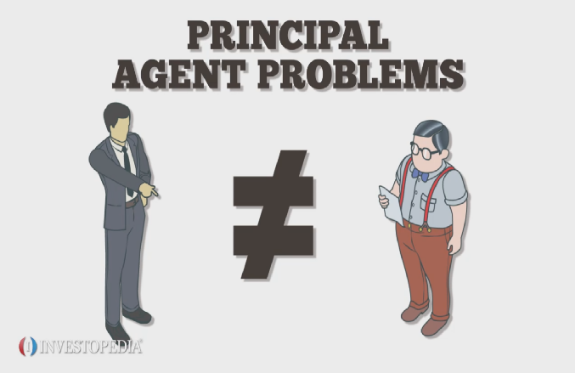 PRINCIPAL
AGENT PROBLEMS
≠
INVESTOPEDIA